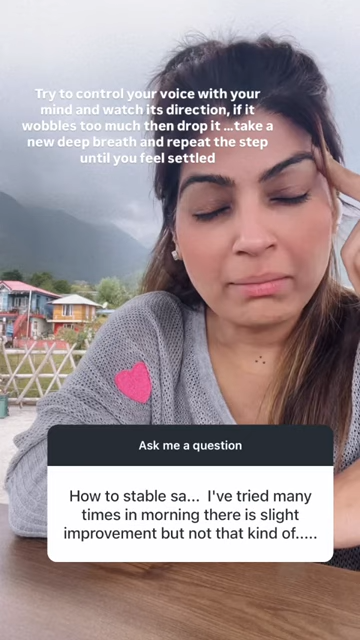 Try to control your voice with your
mind and watch its direction, if it
wobbles too much then drop it ...take a
new deep breath and repeat the step
until you feel settled
Ask me a question
How to stable sa... I've tried many
times in morning there is slight
improvement but not that kind of.....